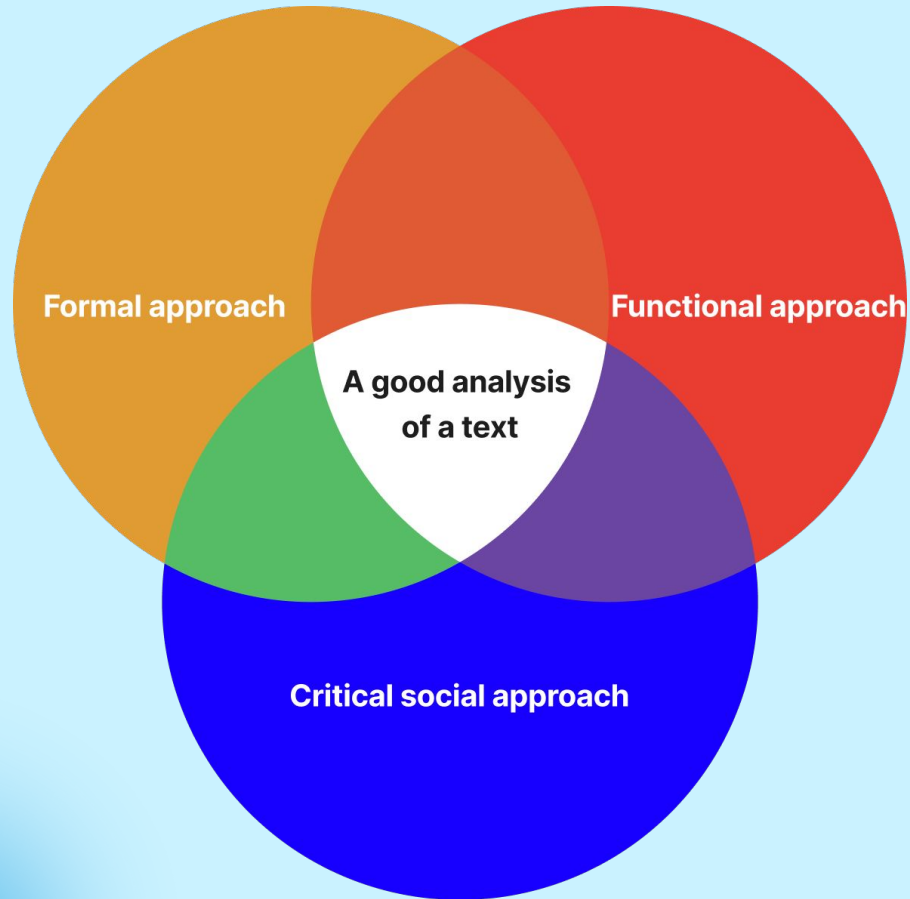 Formal approach
Functional approach
A good analysis
of a text
Critical social approach